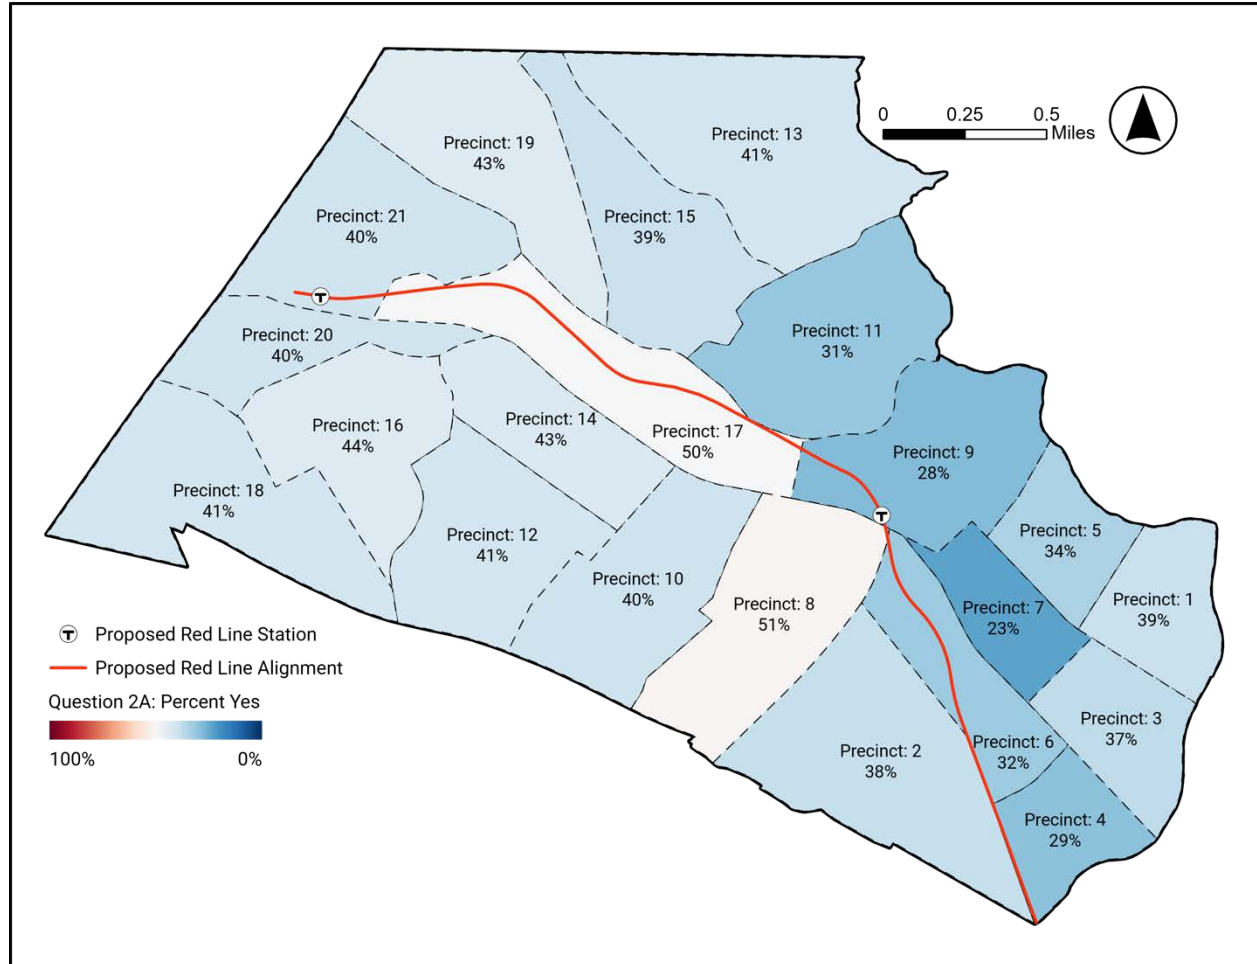 0 0.25 0.5
Miles
Precinct: 19
43%
Precinct: 13
41%
Precinct: 21
40%
Precinct: 15
39%
T
Precinct: 20
40%
Precinct: 11
31%
Precinct: 16
44%
Precinct: 14
43%
Precinct: 17
50%
Precinct: 9
28%
Precinct: 18
41%
T
Precinct: 12
41%
Precinct: 5
34%
Precinct: 10
40%
Precinct: 8
51%
Precinct: 7
23%
Precinct: 1
39%
Precinct: 3
37%
Precinct: 2
38%
Precinct: 6
32%
Precinct: 4
29%
T Proposed Red Line Station
Proposed Red Line Alignment
Question 2A: Percent Yes
100% 0%